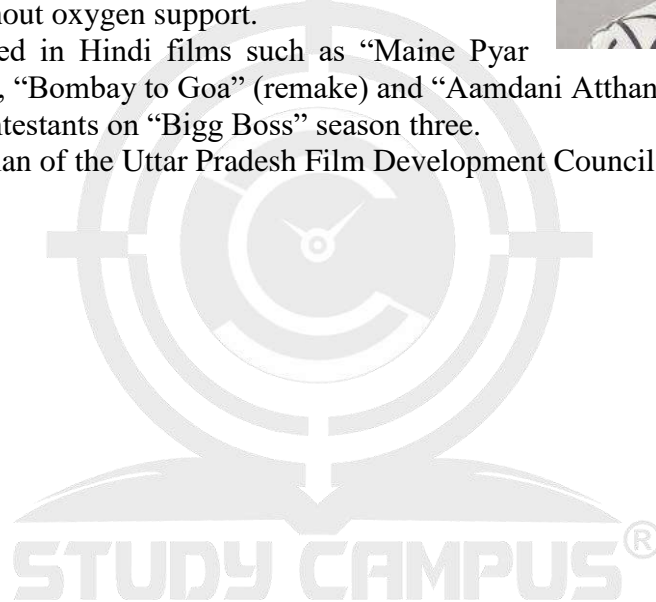 out oxygen support.
ed in Hindi films such as “Maine Pyar
, “Bombay to Goa” (remake) and “Aamdani Atthan
ntestants on “Bigg Boss” season three.
an of the Uttar Pradesh Film Development Council
STUDY CAMPUS®